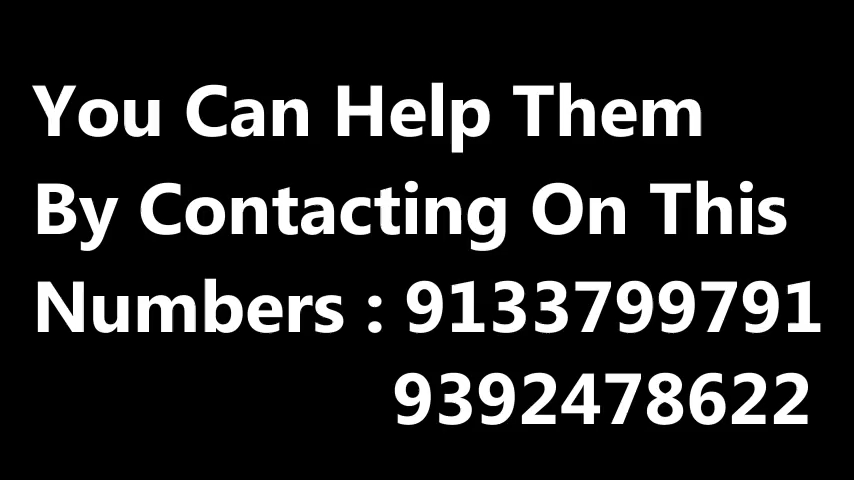 You Can Help Them
By Contacting On This
Numbers : 9133799791
9392478622